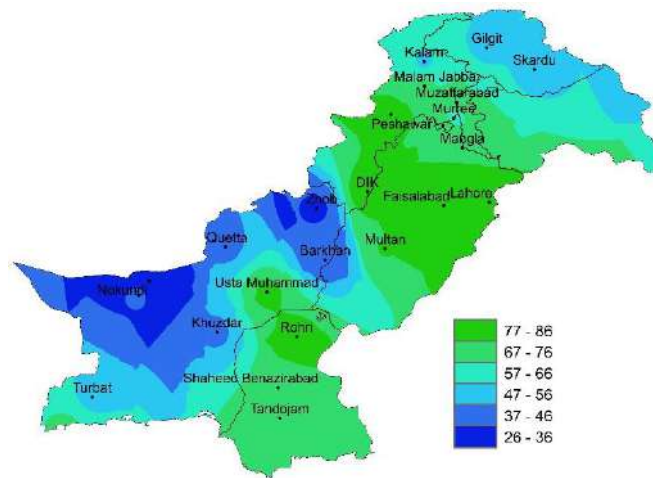 Gilgit
Kalam
Skardu
Malam Jabba
Muzaffarabad
Murree
Peshawar
Mangla
DIK
Zhob
Faisalabad
Lahore
Quetta
Multan
Barkhan
Nokundi
Usta Muhammad
Khuzdar
Rohri
Turbat
Shaheed Benazirabad
Tandojam
77 - 86
67 - 76
57 - 66
47 - 56
37 - 46
26 - 36